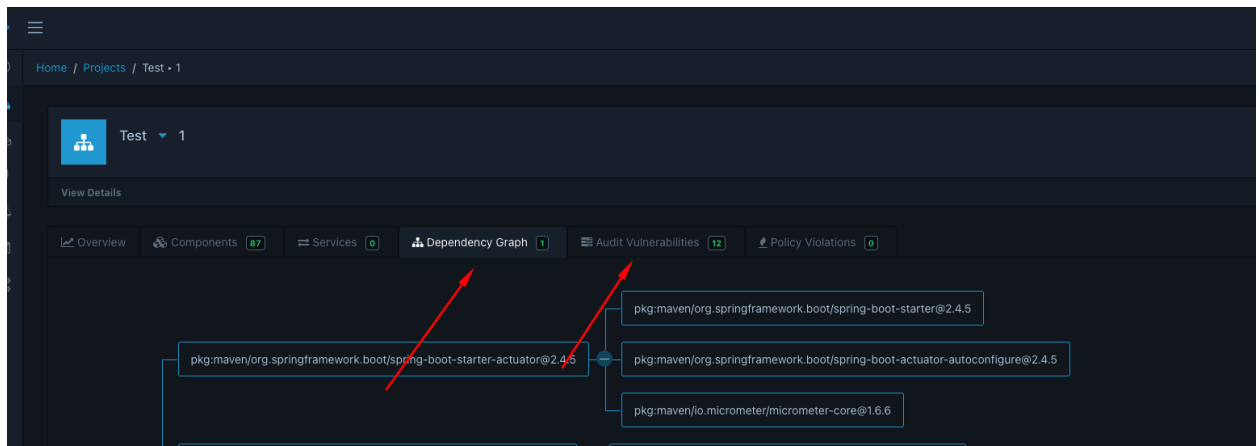 Home / Projects / Test ▸ 1
Test ▾ 1
View Details
Overview Components 87 Services 0 Dependency Graph 1 Audit Vulnerabilities 12 Policy Violations 0
pkg:maven/org.springframework.boot/spring-boot-starter@2.4.5
pkg:maven/org.springframework.boot/spring-boot-starter-actuator@2.4.5
pkg:maven/org.springframework.boot/spring-boot-actuator-autoconfigure@2.4.5
pkg:maven/io.micrometer/micrometer-core@1.6.6